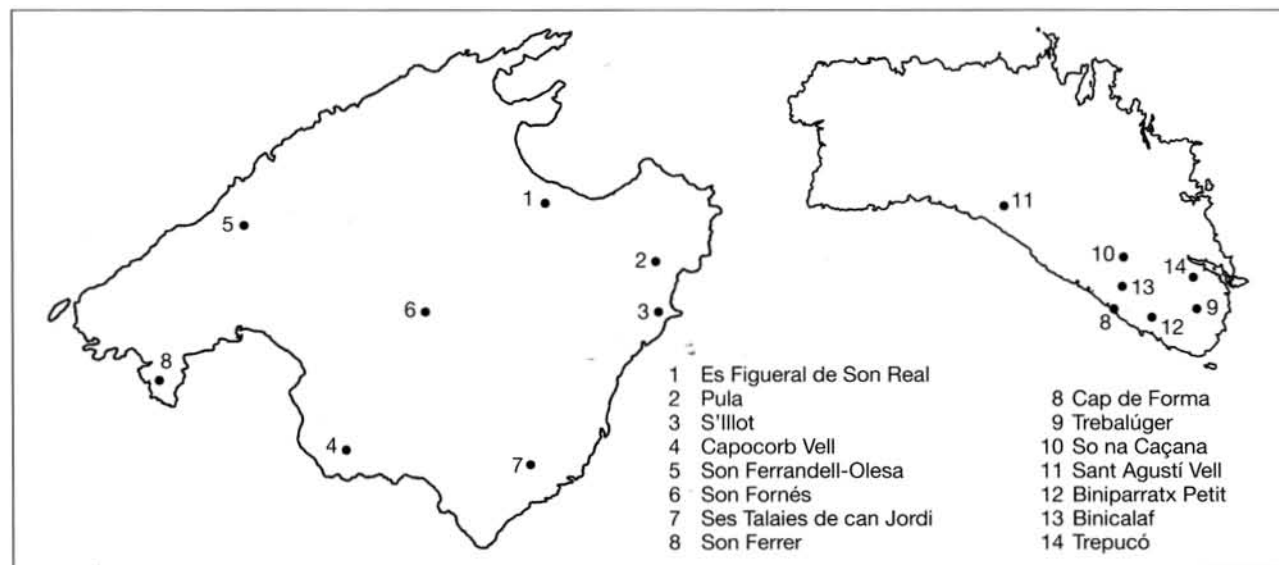 1
5
2
6
3
8
4
7
11
10
14
13
8
12
9
1 Es Figueral de Son Real
2 Pula
3 S'Illot
4 Capocorb Vell
5 Son Ferrandell-Olesa
6 Son Fornés
7 Ses Talaies de can Jordi
8 Son Ferrer
8 Cap de Forma
9 Trebalúger
10 So na Caçana
11 Sant Agustí Vell
12 Biniparratx Petit
13 Binicalaf
14 Trepucó